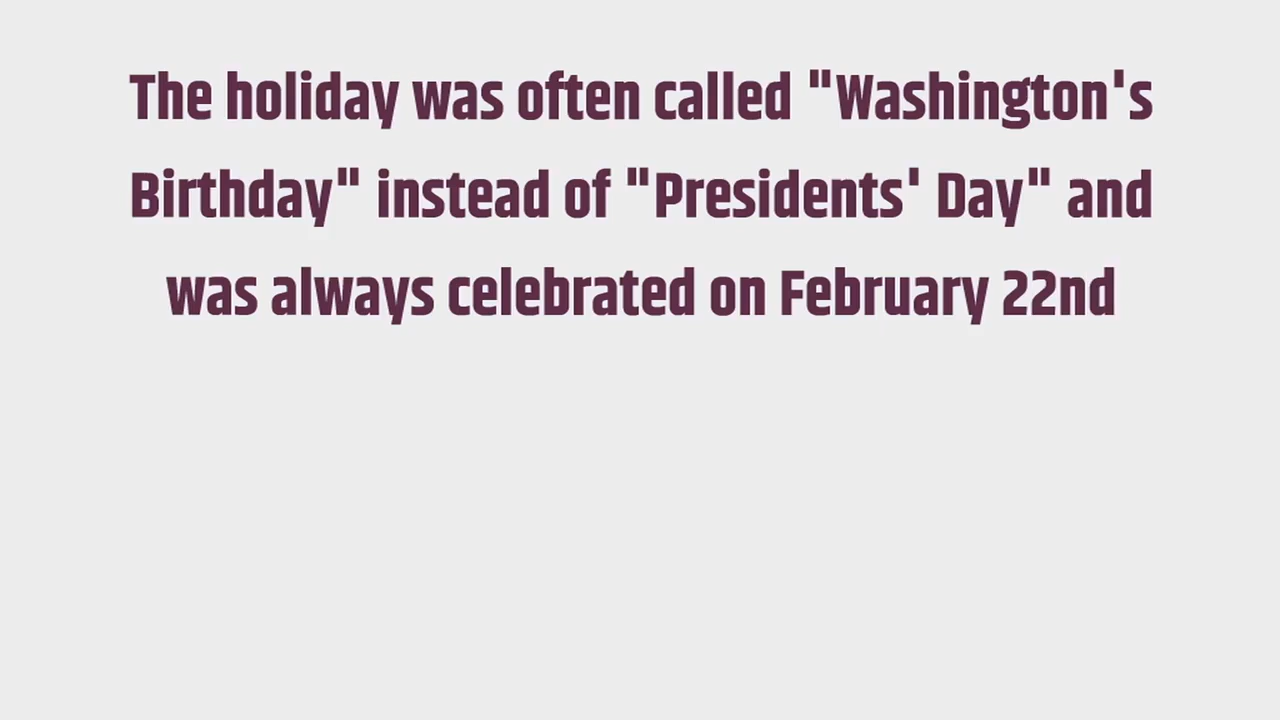 The holiday was often called "Washington's
Birthday" instead of "Presidents' Day" and
was always celebrated on February 22nd